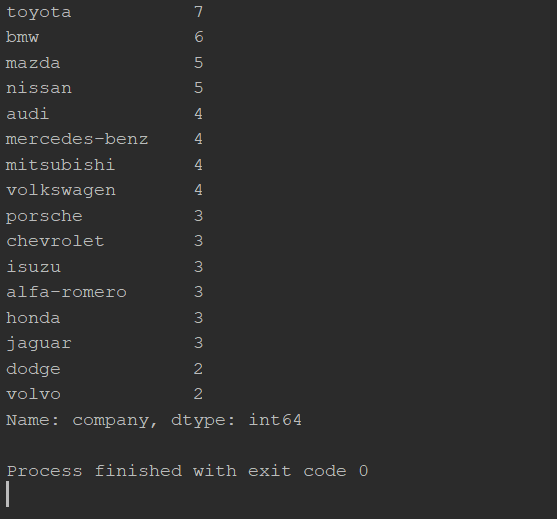 toyota 7
bmw 6
mazda 5
nissan 5
audi 4
mercedes-benz 4
mitsubishi 4
volkswagen 4
porsche 3
chevrolet 3
isuzu 3
alfa-romero 3
honda 3
jaguar 3
dodge 2
volvo 2
Name: company, dtype: int64
Process finished with exit code 0